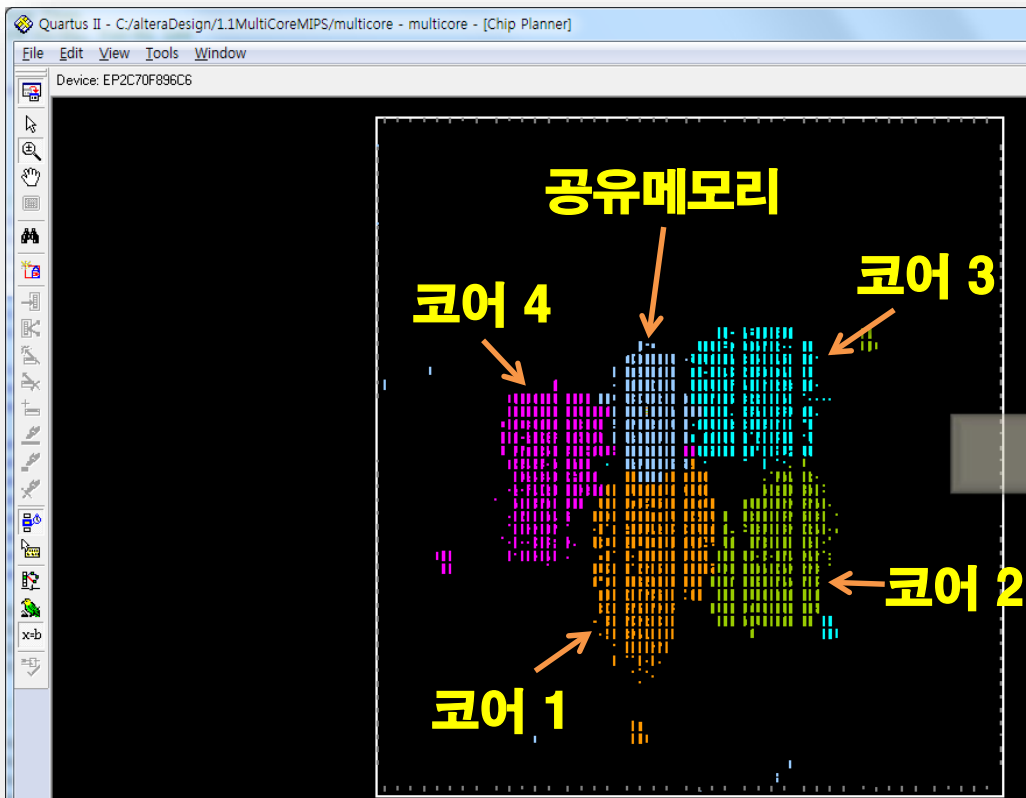 Quartus II - C:/alteraDesign/1.1MultiCoreMIPS/multicore - multicore - [Chip Planner]
File Edit View Tools Window
Device: EP2C70F896C6
공유메모리
코어 3
코어 4
코어 2
x=b
코어 1